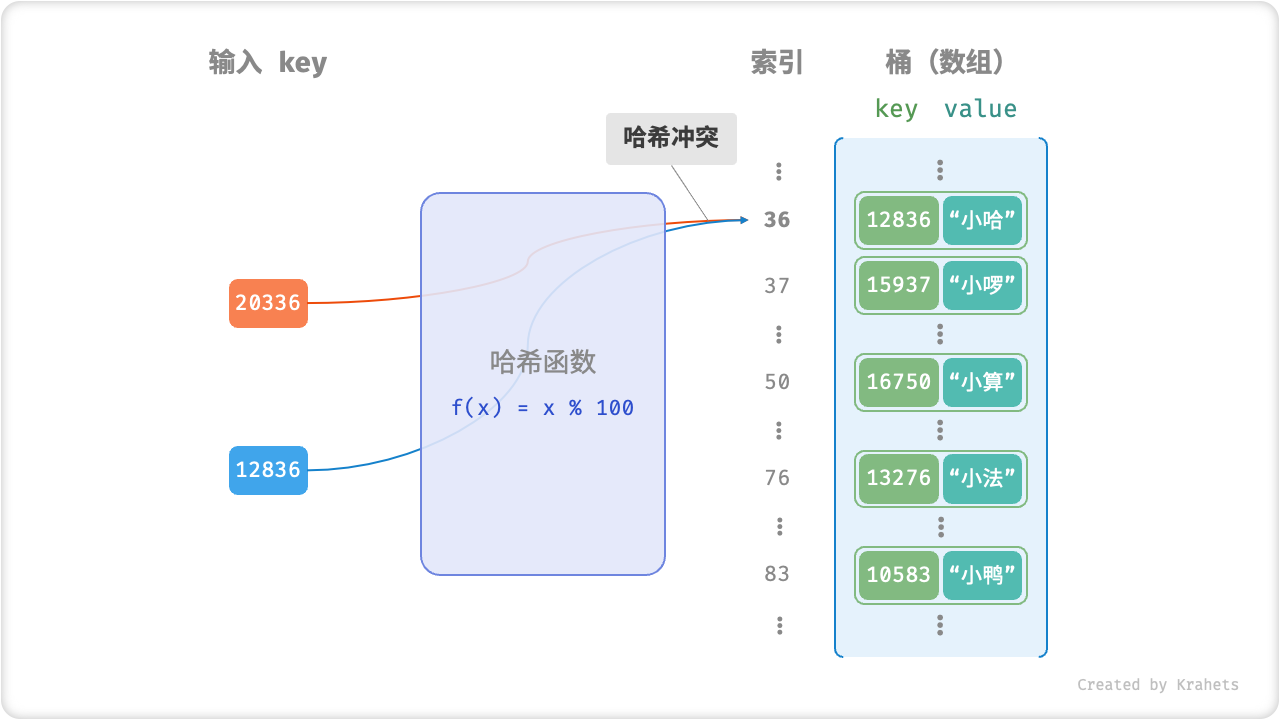 输入 key
索引
桶（数组）
key value
哈希冲突
36
12836 “小哈”
37
15937 “小啰”
20336
哈希函数
f(x) = x % 100
50
16750 “小算”
12836
76
13276 “小法”
83
10583 “小鸭”
Created by Krahets